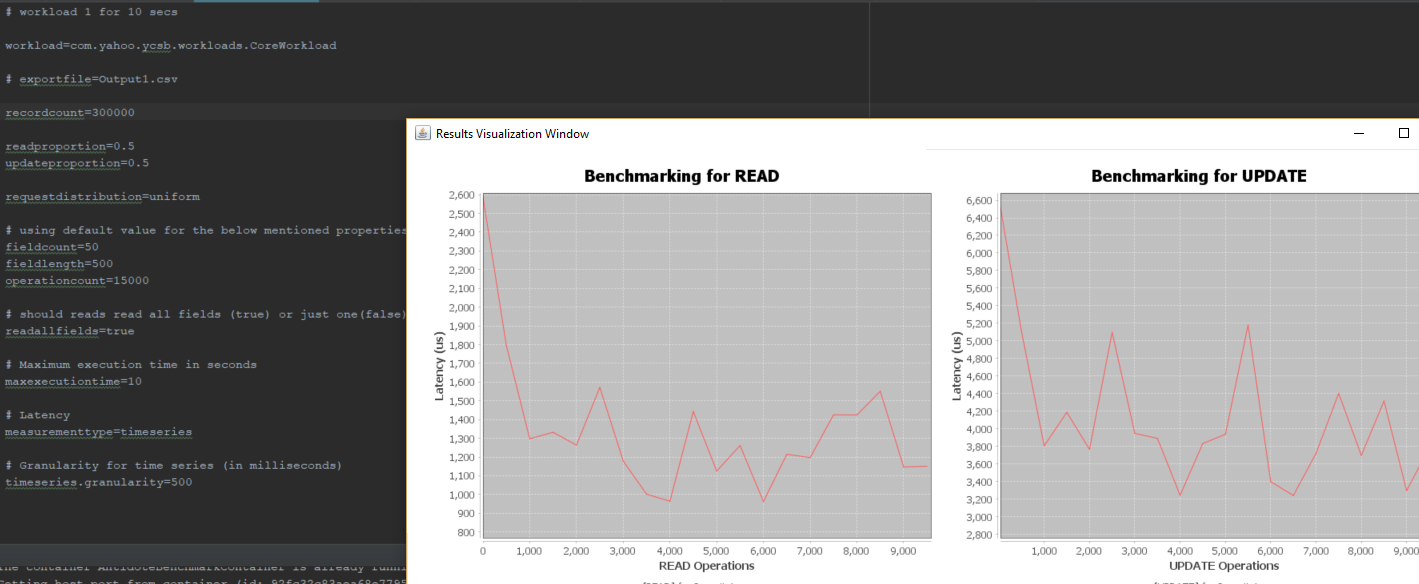 # workload 1 for 10 secs
workload=com.yahoo.ycsb.workloads.CoreWorkload
# exportfile=Output1.csv
recordcount=300000
readproportion=0.5
updateproportion=0.5
requestdistribution=uniform
# using default value for the below mentioned properties
fieldcount=50
fieldlength=500
operationcount=15000
# should reads read all fields (true) or just one(false)
readallfields=true
# Maximum execution time in seconds
maxexecutiontime=10
# Latency
measurementtype=timeseries
# Granularity for time series (in milliseconds)
timeseries.granularity=500
Results Visualization Window
Benchmarking for READ
2,600
2,500
2,400
2,300
2,200
2,100
2,000
1,900
1,800
1,700
1,600
1,500
1,400
1,300
1,200
1,100
1,000
900
800
Latency (us)
0 1,000 2,000 3,000 4,000 5,000 6,000 7,000 8,000 9,000
READ Operations
Benchmarking for UPDATE
6,600
6,400
6,200
6,000
5,800
5,600
5,400
5,200
5,000
4,800
4,600
4,400
4,200
4,000
3,800
3,600
3,400
3,200
3,000
2,800
Latency (us)
1,000 2,000 3,000 4,000 5,000 6,000 7,000 8,000 9,000
UPDATE Operations